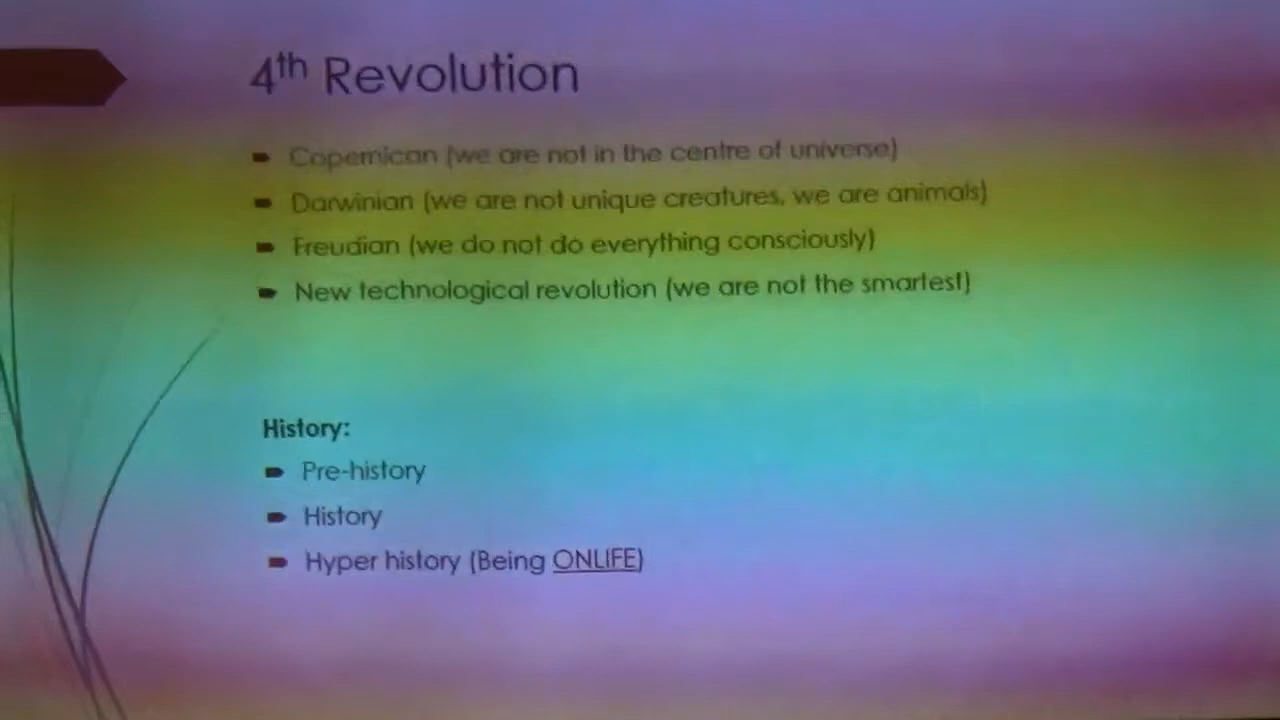 4th Revolution
Copernican (we are not in the centre of universe)
Darwinian (we are not unique creatures, we are animals)
Freudian (we do not do everything consciously)
New technological revolution (we are not the smartest)
History:
Pre-history
History
Hyper history (Being ONLIFE)